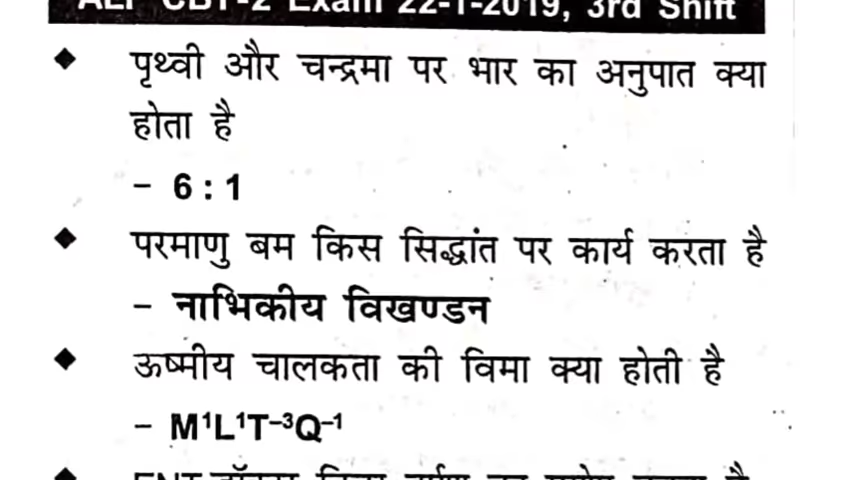 ALP CBT-2 Exam 22-1-2019, 3rd Shift
◆ पृथ्वी और चन्द्रमा पर भार का अनुपात क्या
होता है
– 6 : 1
◆ परमाणु बम किस सिद्धांत पर कार्य करता है
– नाभिकीय विखण्डन
◆ ऊष्मीय चालकता की विमा क्या होती है
– M¹L¹T⁻³Q⁻¹